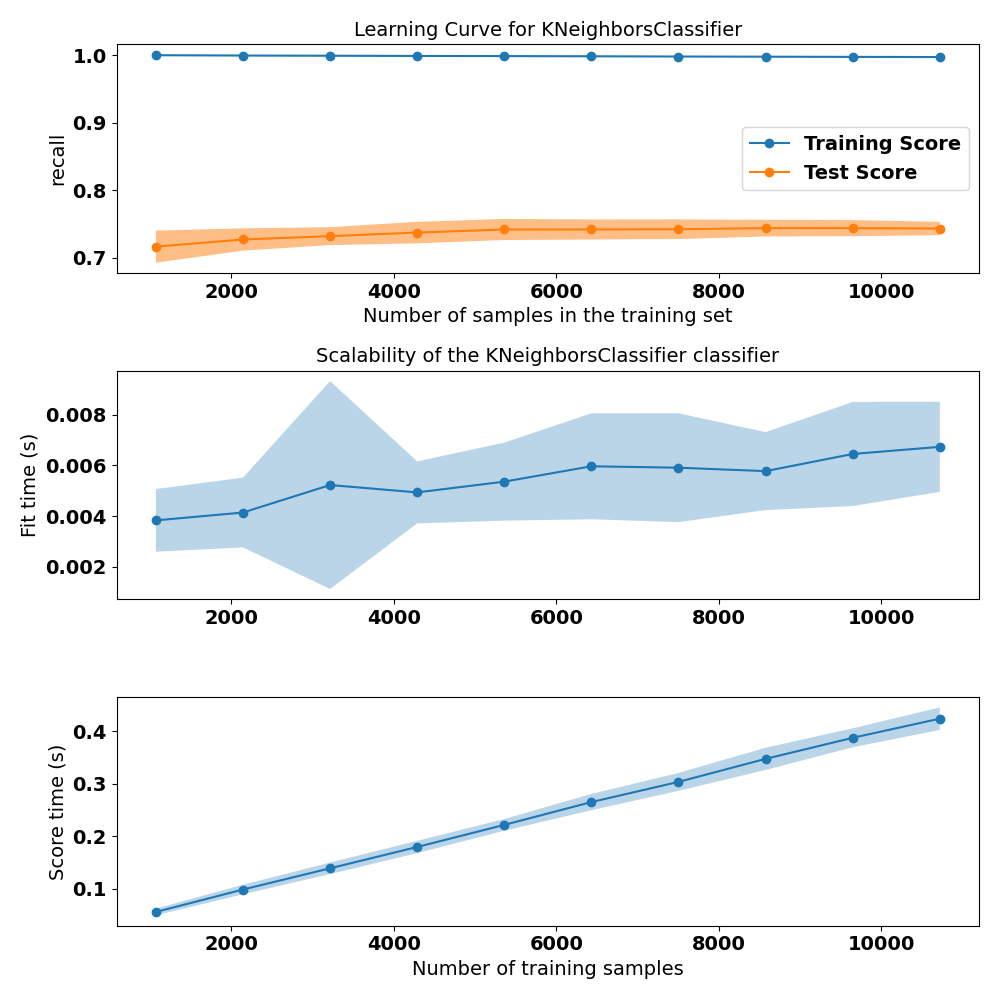 Learning Curve for KNeighborsClassifier
1.0
0.9
0.8
0.7
recall
Training Score
Test Score
2000 4000 6000 8000 10000
Number of samples in the training set
Scalability of the KNeighborsClassifier classifier
0.008
0.006
0.004
0.002
Fit time (s)
2000 4000 6000 8000 10000
0.4
0.3
0.2
0.1
Score time (s)
2000 4000 6000 8000 10000
Number of training samples